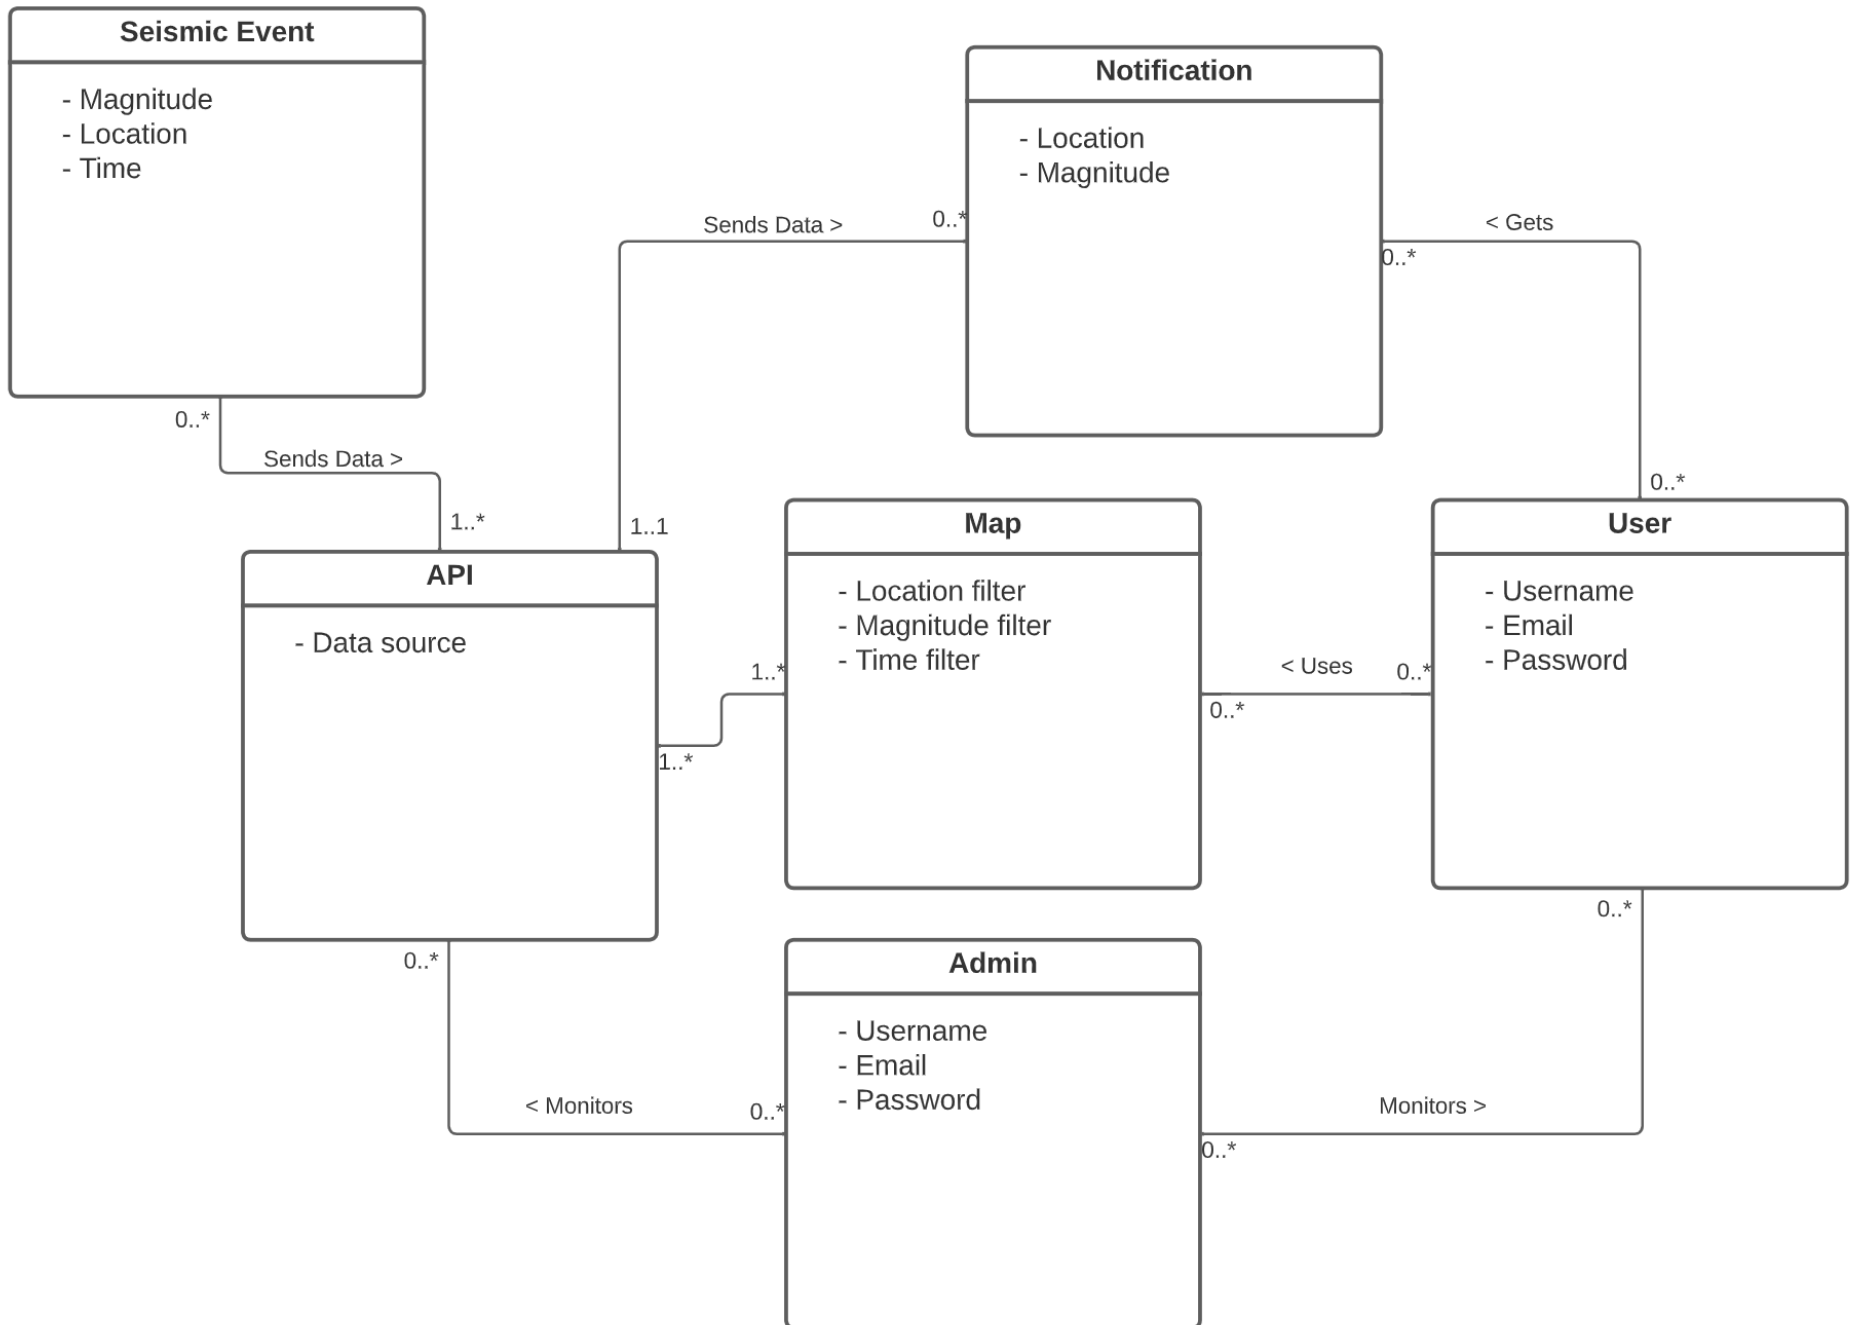 Seismic Event
- Magnitude
- Location
- Time
Notification
- Location
- Magnitude
Sends Data >
0..*
< Gets
0..*
0..*
Sends Data >
1..*
1..1
0..*
API
- Data source
1..*
Map
- Location filter
- Magnitude filter
- Time filter
1..*
< Uses
0..*
0..*
User
- Username
- Email
- Password
0..*
0..*
Admin
- Username
- Email
- Password
< Monitors
0..*
Monitors >
0..*